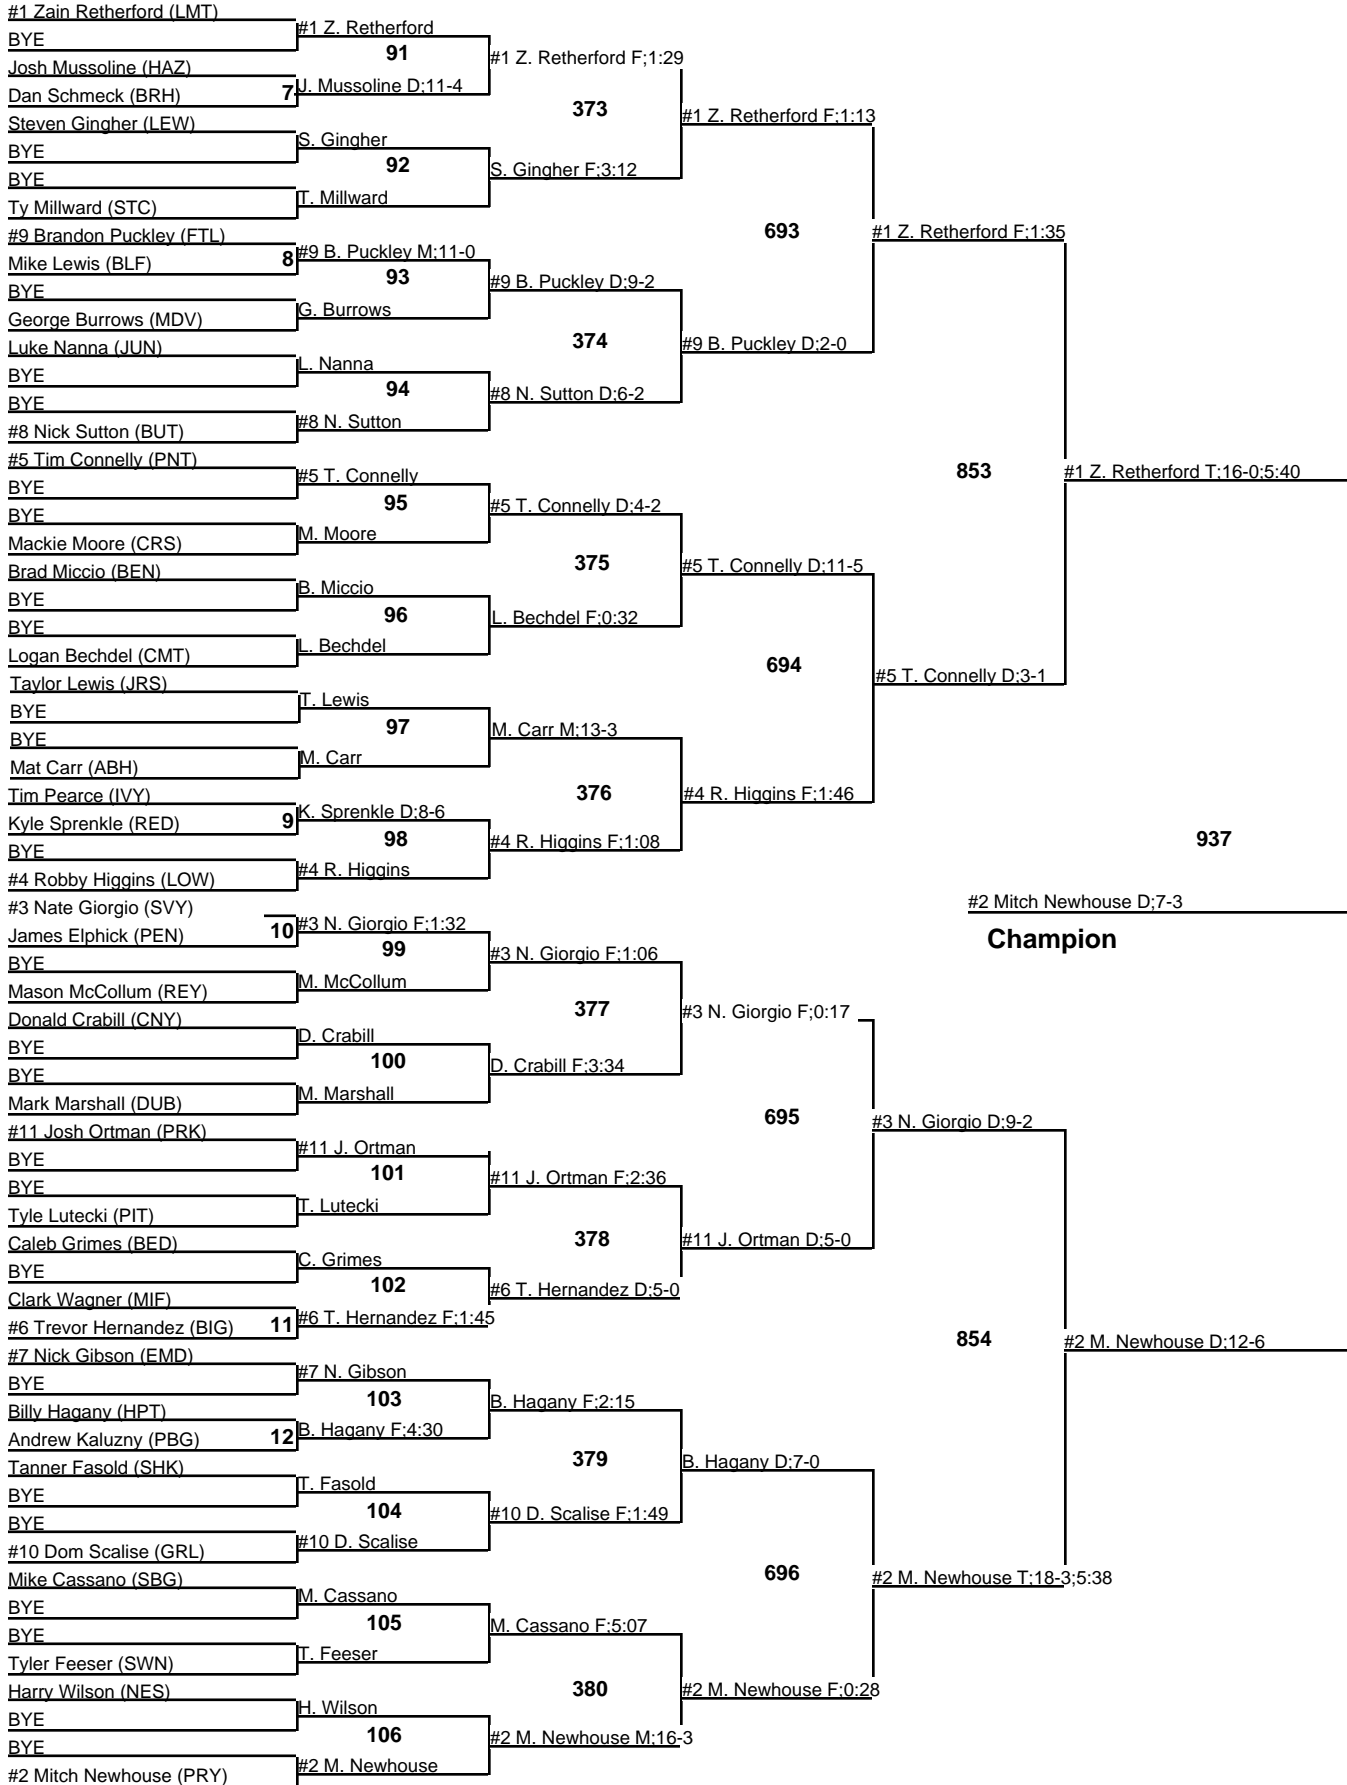 #1 Zain Retherford (LMT)
BYE
Josh Mussoline (HAZ)
Dan Schmeck (BRH)
7
Steven Gingher (LEW)
BYE
BYE
Ty Millward (STC)
#9 Brandon Puckley (FTL)
Mike Lewis (BLF)
8
BYE
George Burrows (MDV)
Luke Nanna (JUN)
BYE
BYE
#8 Nick Sutton (BUT)
#5 Tim Connelly (PNT)
BYE
BYE
Mackie Moore (CRS)
Brad Miccio (BEN)
BYE
BYE
Logan Bechdel (CMT)
Taylor Lewis (JRS)
BYE
BYE
Mat Carr (ABH)
Tim Pearce (IVY)
Kyle Sprenkle (RED)
9
BYE
#4 Robby Higgins (LOW)
#3 Nate Giorgio (SVY)
James Elphick (PEN)
10
BYE
Mason McCollum (REY)
Donald Crabill (CNY)
BYE
BYE
Mark Marshall (DUB)
#11 Josh Ortman (PRK)
BYE
BYE
Tyle Lutecki (PIT)
Caleb Grimes (BED)
BYE
Clark Wagner (MIF)
#6 Trevor Hernandez (BIG)
11
#7 Nick Gibson (EMD)
BYE
Billy Hagany (HPT)
Andrew Kaluzny (PBG)
12
Tanner Fasold (SHK)
BYE
BYE
#10 Dom Scalise (GRL)
Mike Cassano (SBG)
BYE
BYE
Tyler Feeser (SWN)
Harry Wilson (NES)
BYE
BYE
#2 Mitch Newhouse (PRY)
#1 Z. Retherford
91
J. Mussoline D;11-4
S. Gingher
92
T. Millward
#9 B. Puckley M;11-0
93
G. Burrows
L. Nanna
94
#8 N. Sutton
#5 T. Connelly
95
M. Moore
B. Miccio
96
L. Bechdel
T. Lewis
97
M. Carr
K. Sprenkle D;8-6
98
#4 R. Higgins
#3 N. Giorgio F;1:32
99
M. McCollum
D. Crabill
100
M. Marshall
#11 J. Ortman
101
T. Lutecki
C. Grimes
102
#6 T. Hernandez F;1:45
#7 N. Gibson
103
B. Hagany F;4:30
T. Fasold
104
#10 D. Scalise
M. Cassano
105
T. Feeser
H. Wilson
106
#2 M. Newhouse
#1 Z. Retherford F;1:29
373
S. Gingher F;3:12
#9 B. Puckley D;9-2
374
#8 N. Sutton D;6-2
#5 T. Connelly D;4-2
375
L. Bechdel F;0:32
M. Carr M;13-3
376
#4 R. Higgins F;1:08
#3 N. Giorgio F;1:06
377
D. Crabill F;3:34
#11 J. Ortman F;2:36
378
#6 T. Hernandez D;5-0
B. Hagany F;2:15
379
#10 D. Scalise F;1:49
M. Cassano F;5:07
380
#2 M. Newhouse M;16-3
#1 Z. Retherford F;1:13
693
#9 B. Puckley D;2-0
#5 T. Connelly D;11-5
694
#4 R. Higgins F;1:46
#3 N. Giorgio F;0:17
695
#11 J. Ortman D;5-0
B. Hagany D;7-0
696
#2 M. Newhouse F;0:28
#1 Z. Retherford F;1:35
853
#5 T. Connelly D;3-1
#3 N. Giorgio D;9-2
854
#2 M. Newhouse T;18-3;5:38
#1 Z. Retherford T;16-0;5:40
937
#2 M. Newhouse D;12-6
#2 Mitch Newhouse D;7-3
Champion